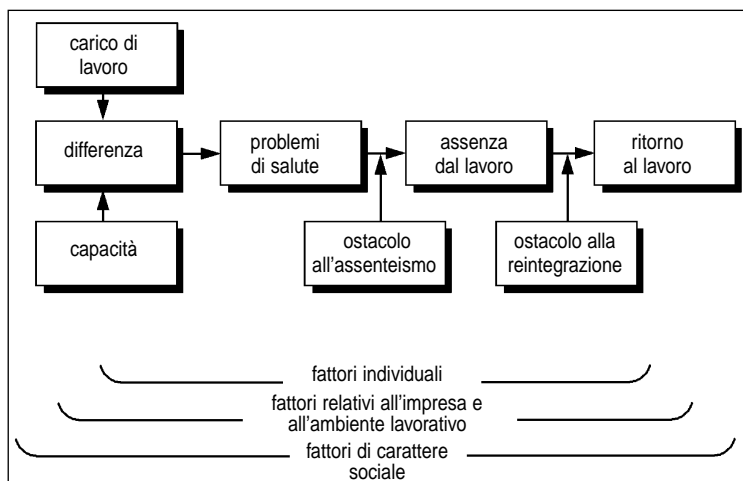 carico di
lavoro
differenza
problemi
di salute
assenza
dal lavoro
ritorno
al lavoro
capacità
ostacolo
all'assenteismo
ostacolo alla
reintegrazione
fattori individuali
fattori relativi all'impresa e
all'ambiente lavorativo
fattori di carattere
sociale